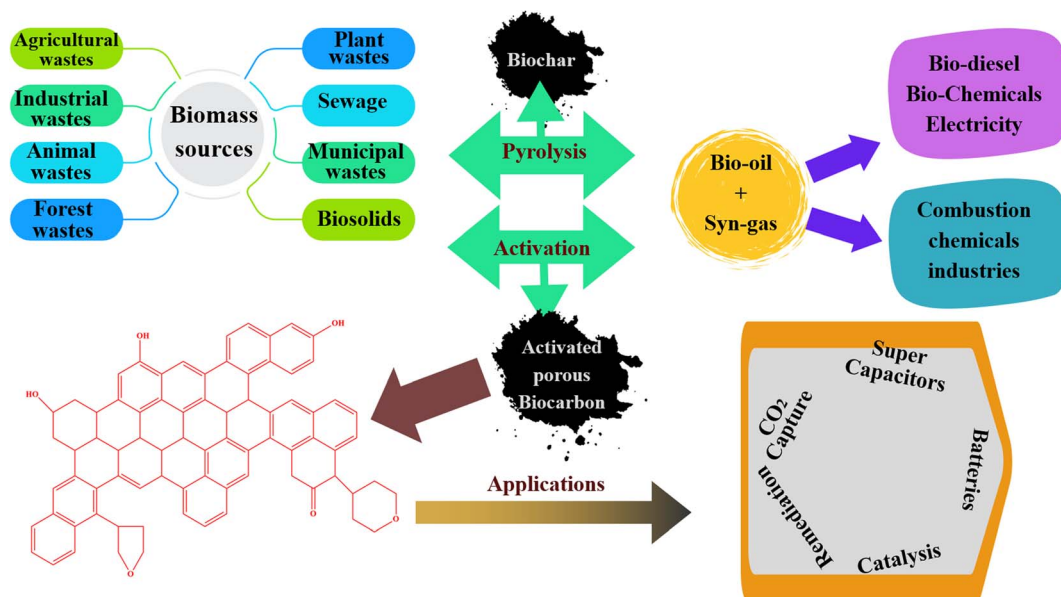 Agricultural
wastes
Industrial
wastes
Animal
wastes
Forest
wastes
Biomass
sources
Plant
wastes
Sewage
Municipal
wastes
Biosolids
Biochar
Pyrolysis
Activation
Activated
porous
Biocarbon
Bio-oil
+
Syn-gas
Bio-diesel
Bio-Chemicals
Electricity
Combustion
chemicals
industries
OH
OH
HO
O
O
O
Applications
Super
Capacitors
CO₂
Capture
Batteries
Remediation
Catalysis